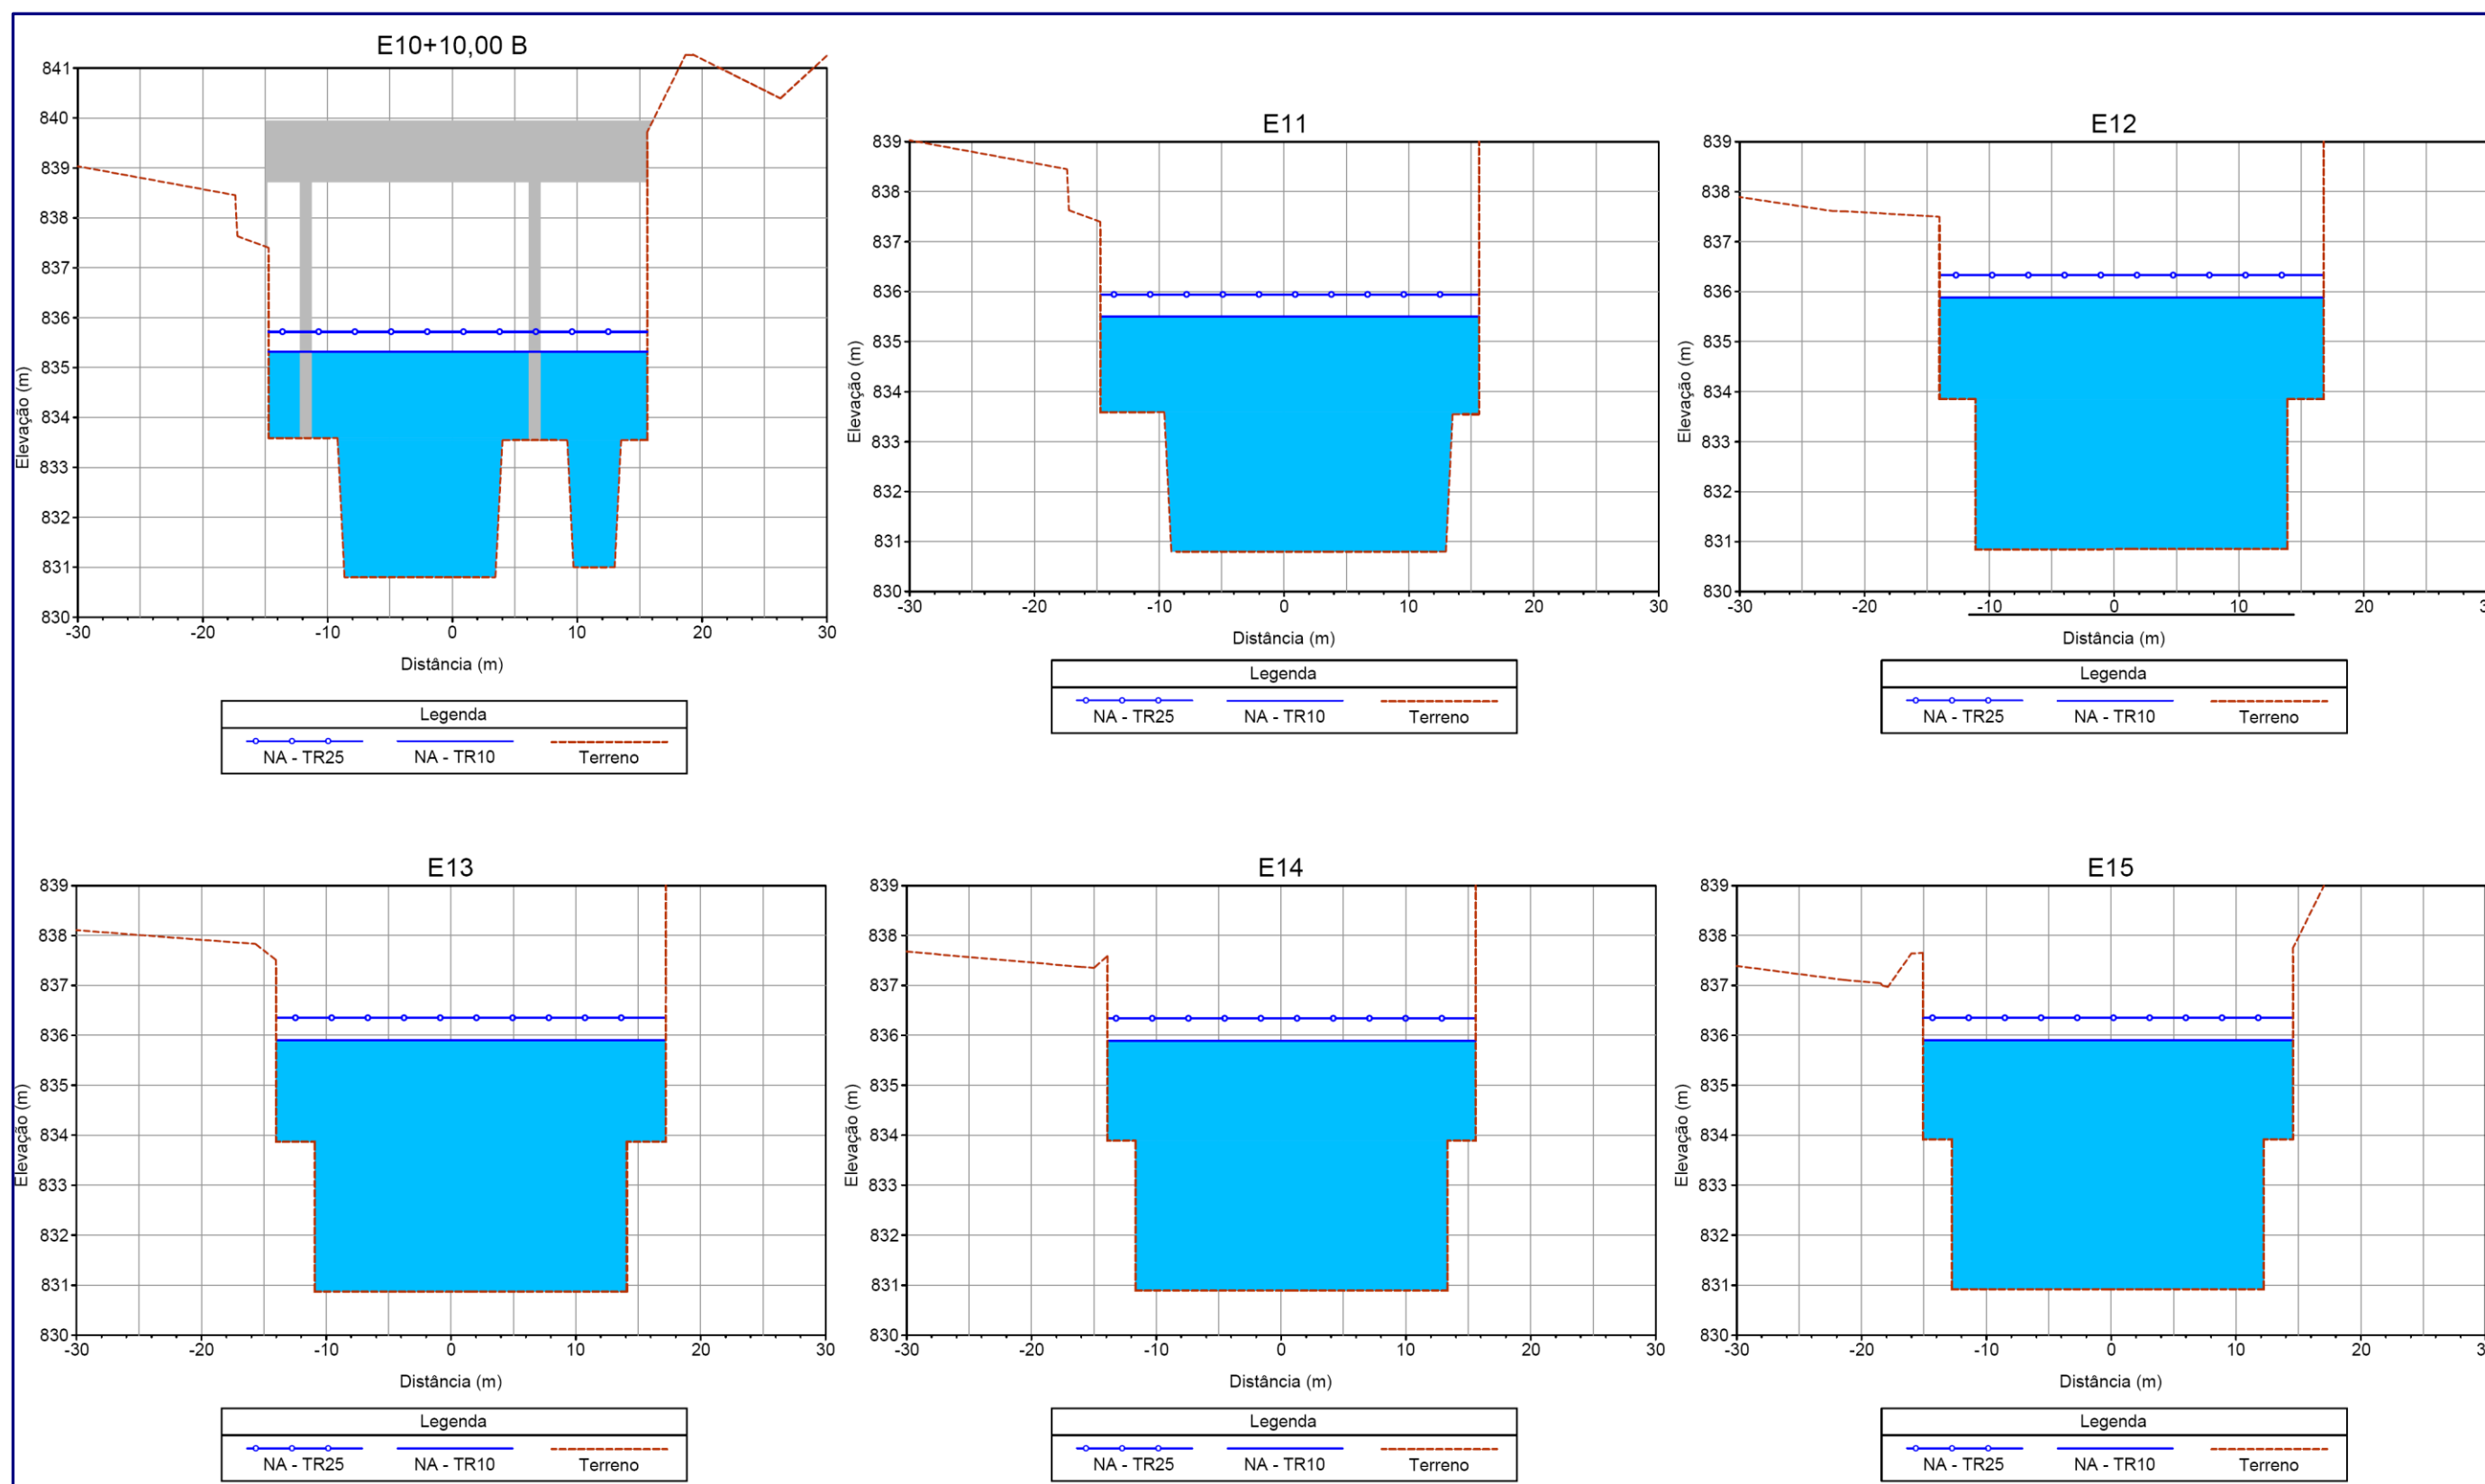 E10+10,00 B
841
840
839
838
837
836
835
834
833
832
831
830
Elevação (m)
-30 -20 -10 0 10 20 30
Distância (m)
Legenda
NA - TR25 NA - TR10 Terreno
E11
839
838
837
836
835
834
833
832
831
830
Elevação (m)
-30 -20 -10 0 10 20 30
Distância (m)
Legenda
NA - TR25 NA - TR10 Terreno
E12
839
838
837
836
835
834
833
832
831
830
Elevação (m)
-30 -20 -10 0 10 20
Distância (m)
Legenda
NA - TR25 NA - TR10 Terreno
E13
839
838
837
836
835
834
833
832
831
830
Elevação (m)
-30 -20 -10 0 10 20 30
Distância (m)
Legenda
NA - TR25 NA - TR10 Terreno
E14
839
838
837
836
835
834
833
832
831
830
Elevação (m)
-30 -20 -10 0 10 20 30
Distância (m)
Legenda
NA - TR25 NA - TR10 Terreno
E15
839
838
837
836
835
834
833
832
831
830
Elevação (m)
-30 -20 -10 0 10 20
Distância (m)
Legenda
NA - TR25 NA - TR10 Terreno